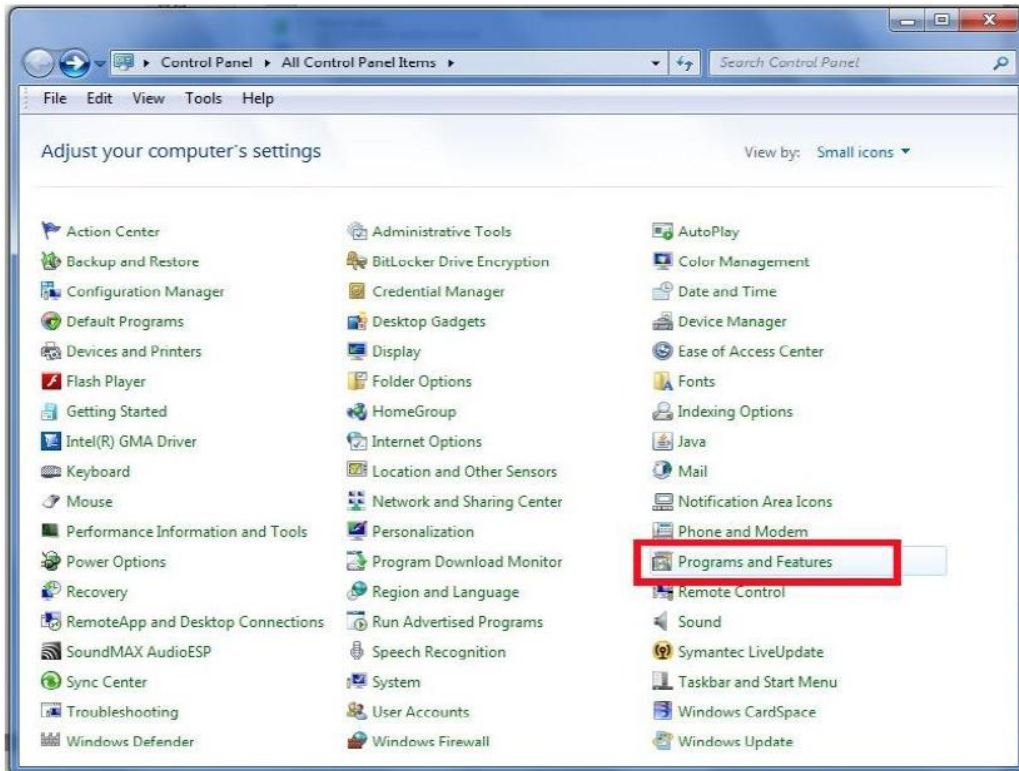 Control Panel All Control Panel Items
Search Control Panel
File Edit View Tools Help
Adjust your computer's settings
View by: Small icons
Action Center
Backup and Restore
Configuration Manager
Default Programs
Devices and Printers
Flash Player
Getting Started
Intel(R) GMA Driver
Keyboard
Mouse
Performance Information and Tools
Power Options
Recovery
RemoteApp and Desktop Connections
SoundMAX AudioESP
Sync Center
Troubleshooting
Windows Defender
Administrative Tools
BitLocker Drive Encryption
Credential Manager
Desktop Gadgets
Display
Folder Options
HomeGroup
Internet Options
Location and Other Sensors
Network and Sharing Center
Personalization
Program Download Monitor
Region and Language
Run Advertised Programs
Speech Recognition
System
User Accounts
Windows Firewall
AutoPlay
Color Management
Date and Time
Device Manager
Ease of Access Center
Fonts
Indexing Options
Java
Mail
Notification Area Icons
Phone and Modem
Programs and Features
Remote Control
Sound
Symantec LiveUpdate
Taskbar and Start Menu
Windows CardSpace
Windows Update